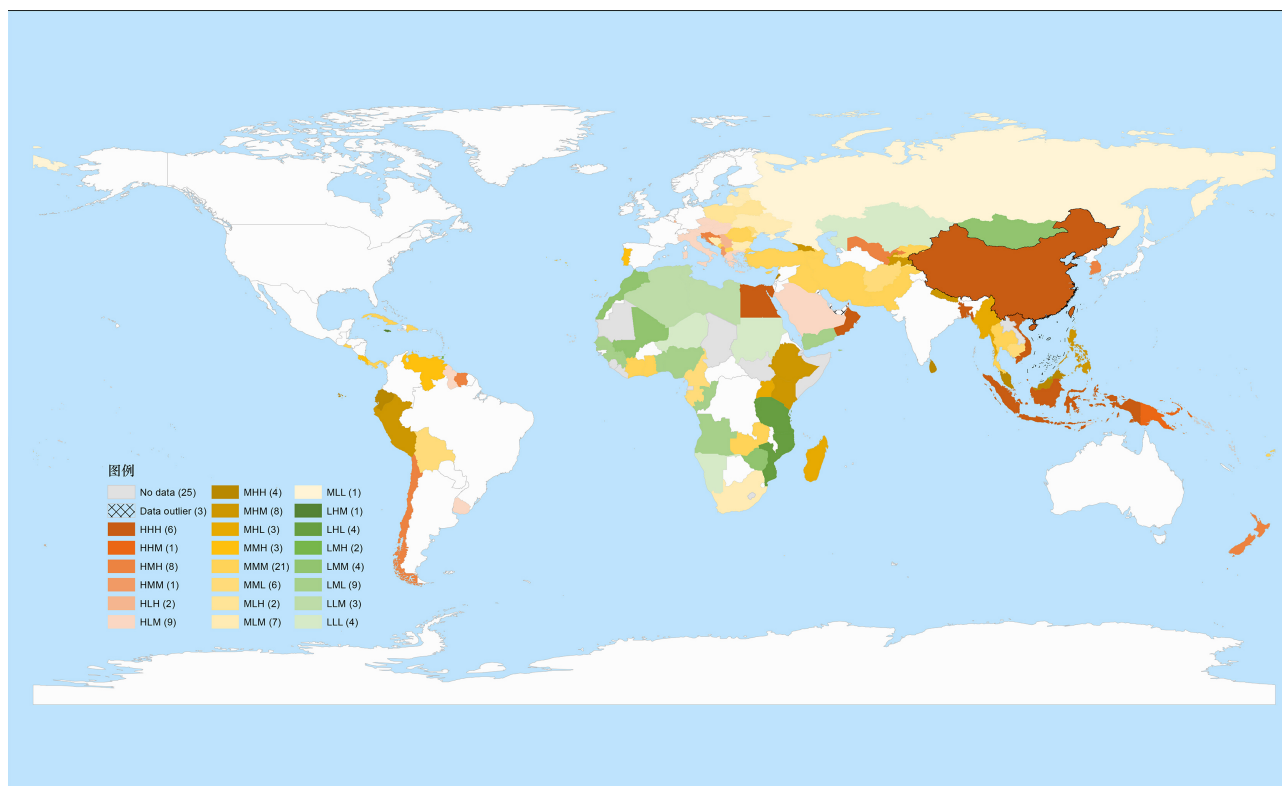 图例
No data (25)
Data outlier (3)
HHH (6)
HHM (1)
HMH (8)
HMM (1)
HLH (2)
HLM (9)
MHH (4)
MHM (8)
MHL (3)
MMH (3)
MMM (21)
MML (6)
MLH (2)
MLM (7)
MLL (1)
LHM (1)
LHL (4)
LMH (2)
LMM (4)
LML (9)
LLM (3)
LLL (4)